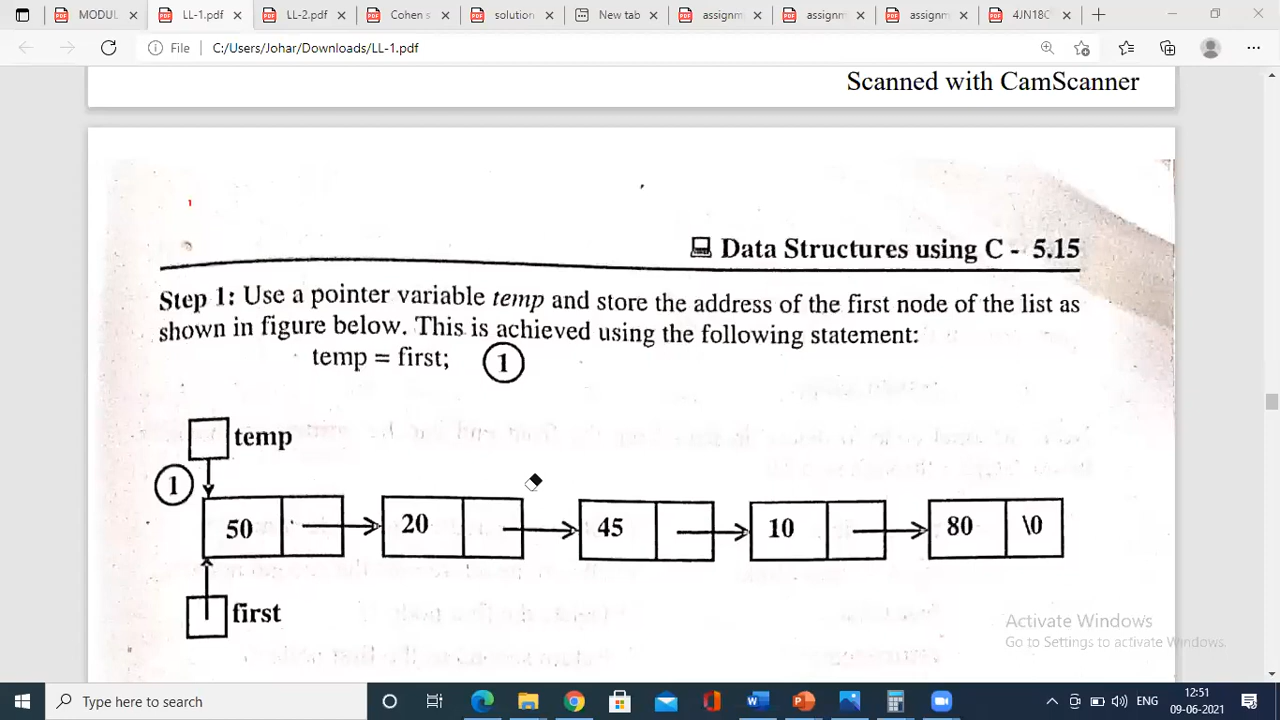 MODUL
LL-1.pdf
LL-2.pdf
Cohen s
solution
New tab
assignm
assignm
assignm
4JN18C
File
C:/Users/Johar/Downloads/LL-1.pdf
Scanned with CamScanner
Data Structures using C - 5.15
Step 1: Use a pointer variable temp and store the address of the first node of the list as
shown in figure below. This is achieved using the following statement:
temp = first; 1
temp
1
50 20 45 10 80 \0
first
Activate Windows
Go to Settings to activate Windows.
Type here to search
ENG
12:51
09-06-2021